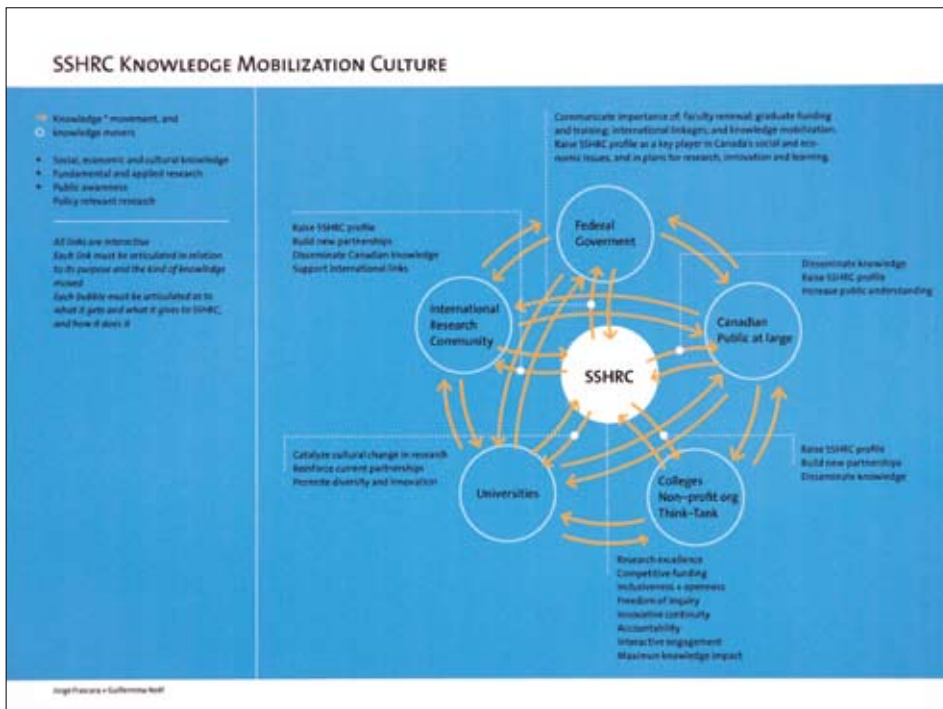 SSHRC KNOWLEDGE MOBILIZATION CULTURE
Knowledge * movement, and
knowledge movers
Social, economic and cultural knowledge
Fundamental and applied research
Public awareness
Policy relevant research
All links are interactive
Each link must be articulated in relation
to its purpose and the kind of knowledge
moved
Each bubble must be articulated as to
what it gets and what it gives to SSHRC,
and how it does it
Communicate importance of: faculty renewal; graduate funding
and training; international linkages; and knowledge mobilization.
Raise SSHRC profile as a key player in Canada's social and eco-
nomic issues, and in plans for research, innovation and learning.
Raise SSHRC profile
Build new partnerships
Disseminate Canadian knowledge
Support international links
Federal
Goverment
Disseminate knowledge
Raise SSHRC profile
Increase public understanding
International
Research
Community
Canadian
Public at large
SSHRC
Catalyze cultural change in research
Reinforce current partnerships
Promote diversity and innovation
Universities
Colleges
Non-profit org
Think-Tank
Raise SSHRC profile
Build new partnerships
Disseminate knowledge
Research excellence
Competitive funding
Inclusiveness + openness
Freedom of inquiry
Innovative continuity
Accountability
Interactive engagement
Maximun knowledge impact
Jorge Frascara + Guillermina Noël